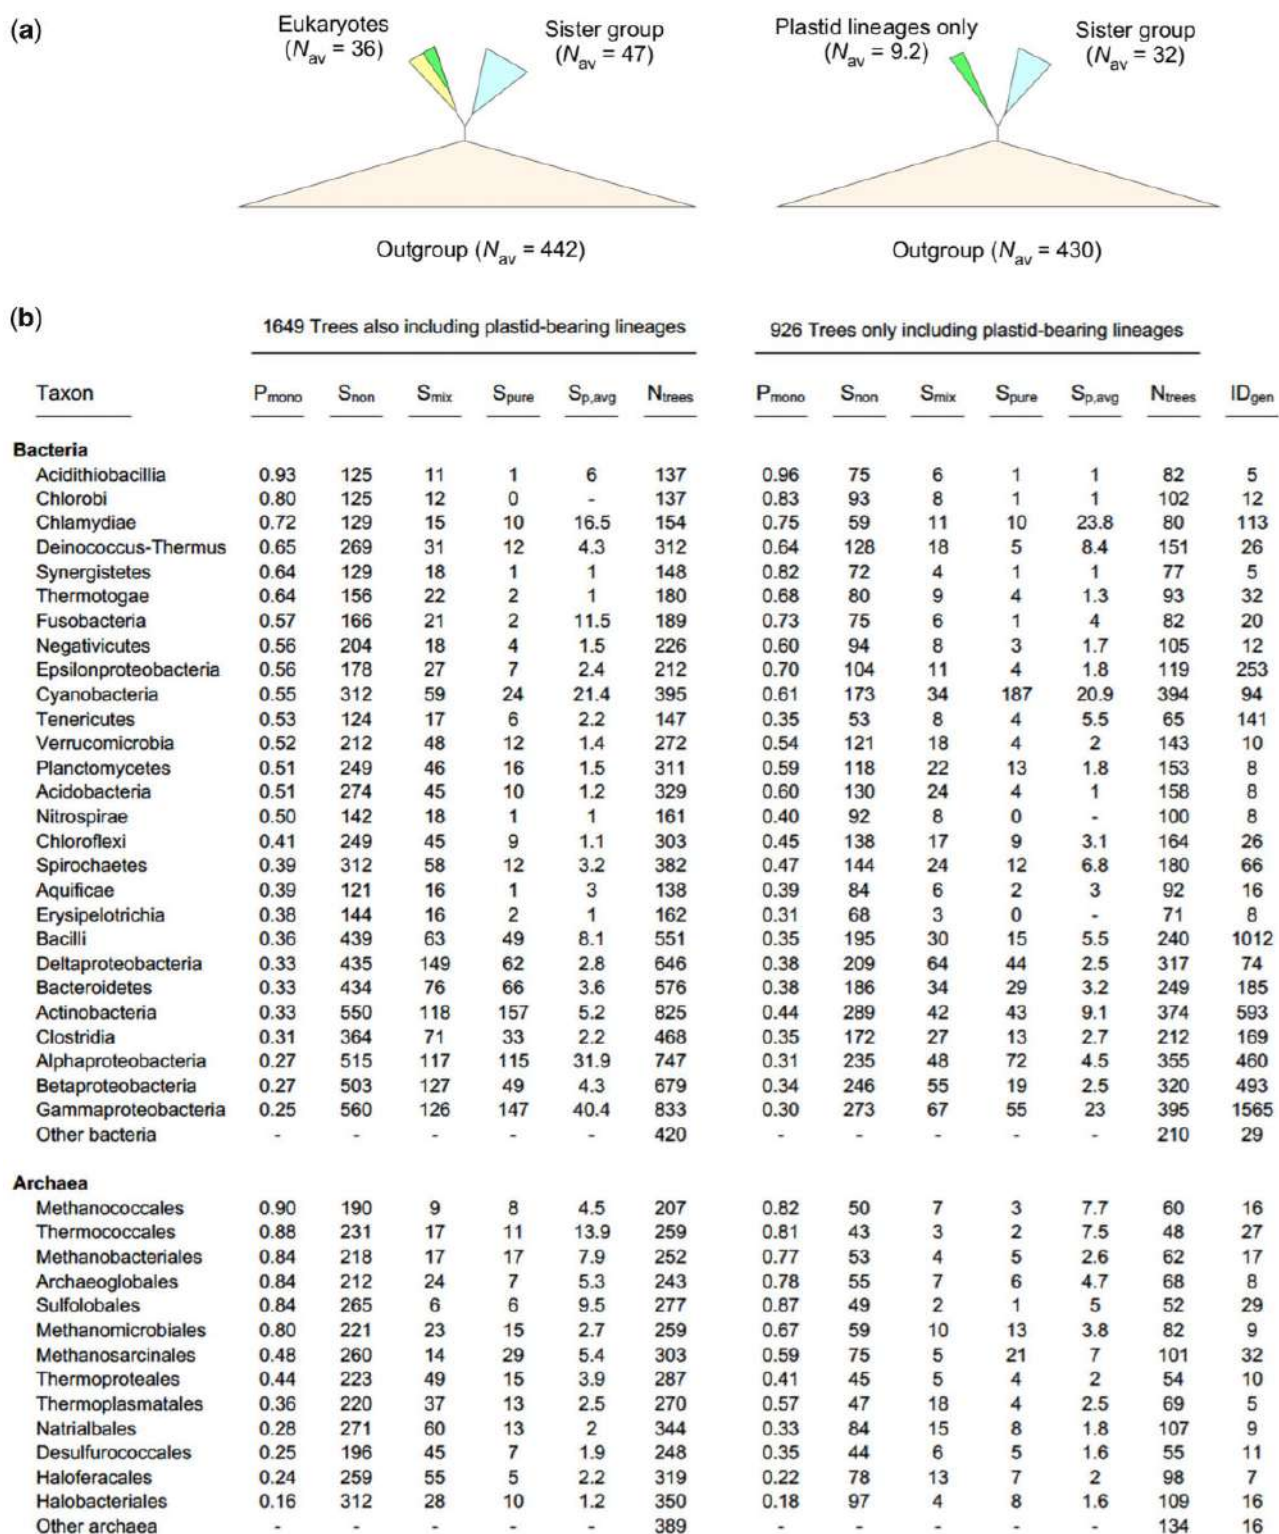 (a)
Eukaryotes
(Nav = 36)
Sister group
(Nav = 47)
Outgroup (Nav = 442)
Plastid lineages only
(Nav = 9.2)
Sister group
(Nav = 32)
Outgroup (Nav = 430)
(b)
1649 Trees also including plastid-bearing lineages 926 Trees only including plastid-bearing lineages
Taxon Pmono Snon Smix Spure Sp,avg Ntrees Pmono Snon Smix Spure Sp,avg Ntrees IDgen
Bacteria
Acidithiobacillia 0.93 125 11 1 6 137 0.96 75 6 1 1 82 5
Chlorobi 0.80 125 12 0 - 137 0.83 93 8 1 1 102 12
Chlamydiae 0.72 129 15 10 16.5 154 0.75 59 11 10 23.8 80 113
Deinococcus-Thermus 0.65 269 31 12 4.3 312 0.64 128 18 5 8.4 151 26
Synergistetes 0.64 129 18 1 1 148 0.82 72 4 1 1 77 5
Thermotogae 0.64 156 22 2 1 180 0.68 80 9 4 1.3 93 32
Fusobacteria 0.57 166 21 2 11.5 189 0.73 75 6 1 4 82 20
Negativicutes 0.56 204 18 4 1.5 226 0.60 94 8 3 1.7 105 12
Epsilonproteobacteria 0.56 178 27 7 2.4 212 0.70 104 11 4 1.8 119 253
Cyanobacteria 0.55 312 59 24 21.4 395 0.61 173 34 187 20.9 394 94
Tenericutes 0.53 124 17 6 2.2 147 0.35 53 8 4 5.5 65 141
Verrucomicrobia 0.52 212 48 12 1.4 272 0.54 121 18 4 2 143 10
Planctomycetes 0.51 249 46 16 1.5 311 0.59 118 22 13 1.8 153 8
Acidobacteria 0.51 274 45 10 1.2 329 0.60 130 24 4 1 158 8
Nitrospirae 0.50 142 18 1 1 161 0.40 92 8 0 - 100 8
Chloroflexi 0.41 249 45 9 1.1 303 0.45 138 17 9 3.1 164 26
Spirochaetes 0.39 312 58 12 3.2 382 0.47 144 24 12 6.8 180 66
Aquificae 0.39 121 16 1 3 138 0.39 84 6 2 3 92 16
Erysipelotrichia 0.38 144 16 2 1 162 0.31 68 3 0 - 71 8
Bacilli 0.36 439 63 49 8.1 551 0.35 195 30 15 5.5 240 1012
Deltaproteobacteria 0.33 435 149 62 2.8 646 0.38 209 64 44 2.5 317 74
Bacteroidetes 0.33 434 76 66 3.6 576 0.38 186 34 29 3.2 249 185
Actinobacteria 0.33 550 118 157 5.2 825 0.44 289 42 43 9.1 374 593
Clostridia 0.31 364 71 33 2.2 468 0.35 172 27 13 2.7 212 169
Alphaproteobacteria 0.27 515 117 115 31.9 747 0.31 235 48 72 4.5 355 460
Betaproteobacteria 0.27 503 127 49 4.3 679 0.34 246 55 19 2.5 320 493
Gammaproteobacteria 0.25 560 126 147 40.4 833 0.30 273 67 55 23 395 1565
Other bacteria - - - - - 420 - - - - - 210 29
Archaea
Methanococcales 0.90 190 9 8 4.5 207 0.82 50 7 3 7.7 60 16
Thermococcales 0.88 231 17 11 13.9 259 0.81 43 3 2 7.5 48 27
Methanobacteriales 0.84 218 17 17 7.9 252 0.77 53 4 5 2.6 62 17
Archaeoglobales 0.84 212 24 7 5.3 243 0.78 55 7 6 4.7 68 8
Sulfolobales 0.84 265 6 6 9.5 277 0.87 49 2 1 5 52 29
Methanomicrobiales 0.80 221 23 15 2.7 259 0.67 59 10 13 3.8 82 9
Methanosarcinales 0.48 260 14 29 5.4 303 0.59 75 5 21 7 101 32
Thermoproteales 0.44 223 49 15 3.9 287 0.41 45 5 4 2 54 10
Thermoplasmatales 0.36 220 37 13 2.5 270 0.57 47 18 4 2.5 69 5
Natrialbales 0.28 271 60 13 2 344 0.33 84 15 8 1.8 107 9
Desulfurococcales 0.25 196 45 7 1.9 248 0.35 44 6 5 1.6 55 11
Haloferacales 0.24 259 55 5 2.2 319 0.22 78 13 7 2 98 7
Halobacteriales 0.16 312 28 10 1.2 350 0.18 97 4 8 1.6 109 16
Other archaea - - - - - 389 - - - - - 134 16